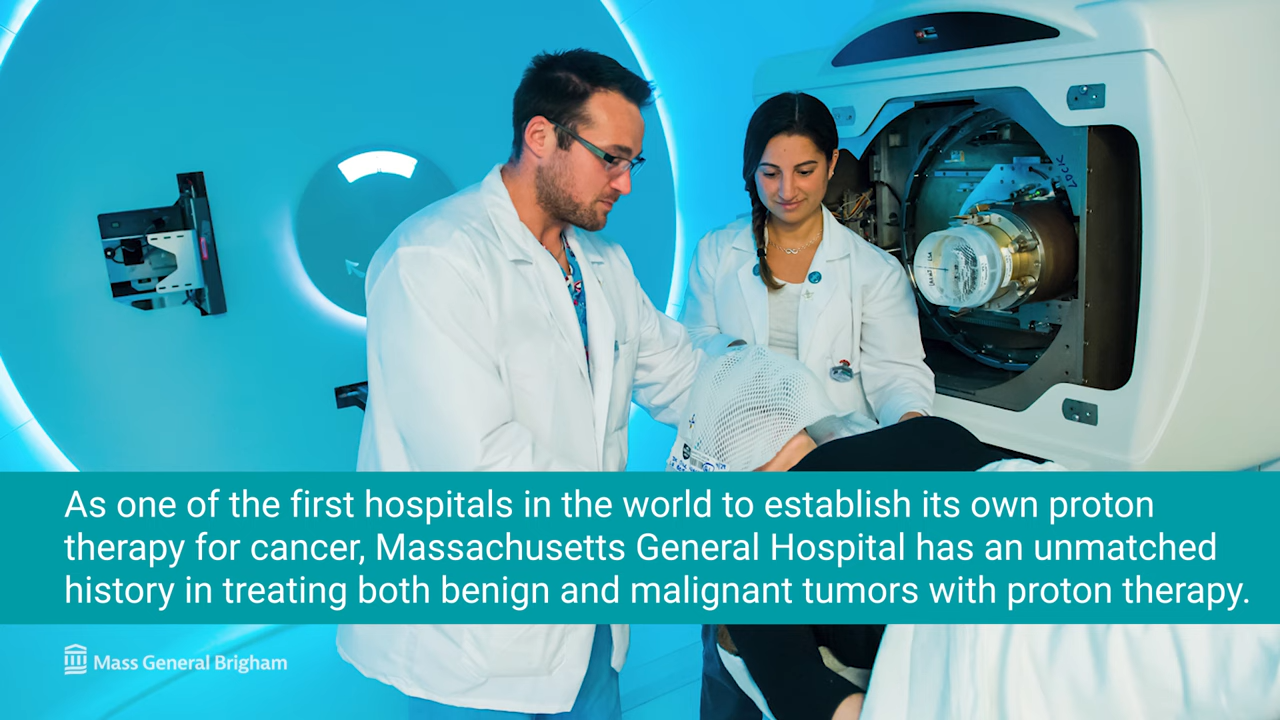 LOCK
As one of the first hospitals in the world to establish its own proton
therapy for cancer, Massachusetts General Hospital has an unmatched
history in treating both benign and malignant tumors with proton therapy.
Mass General Brigham